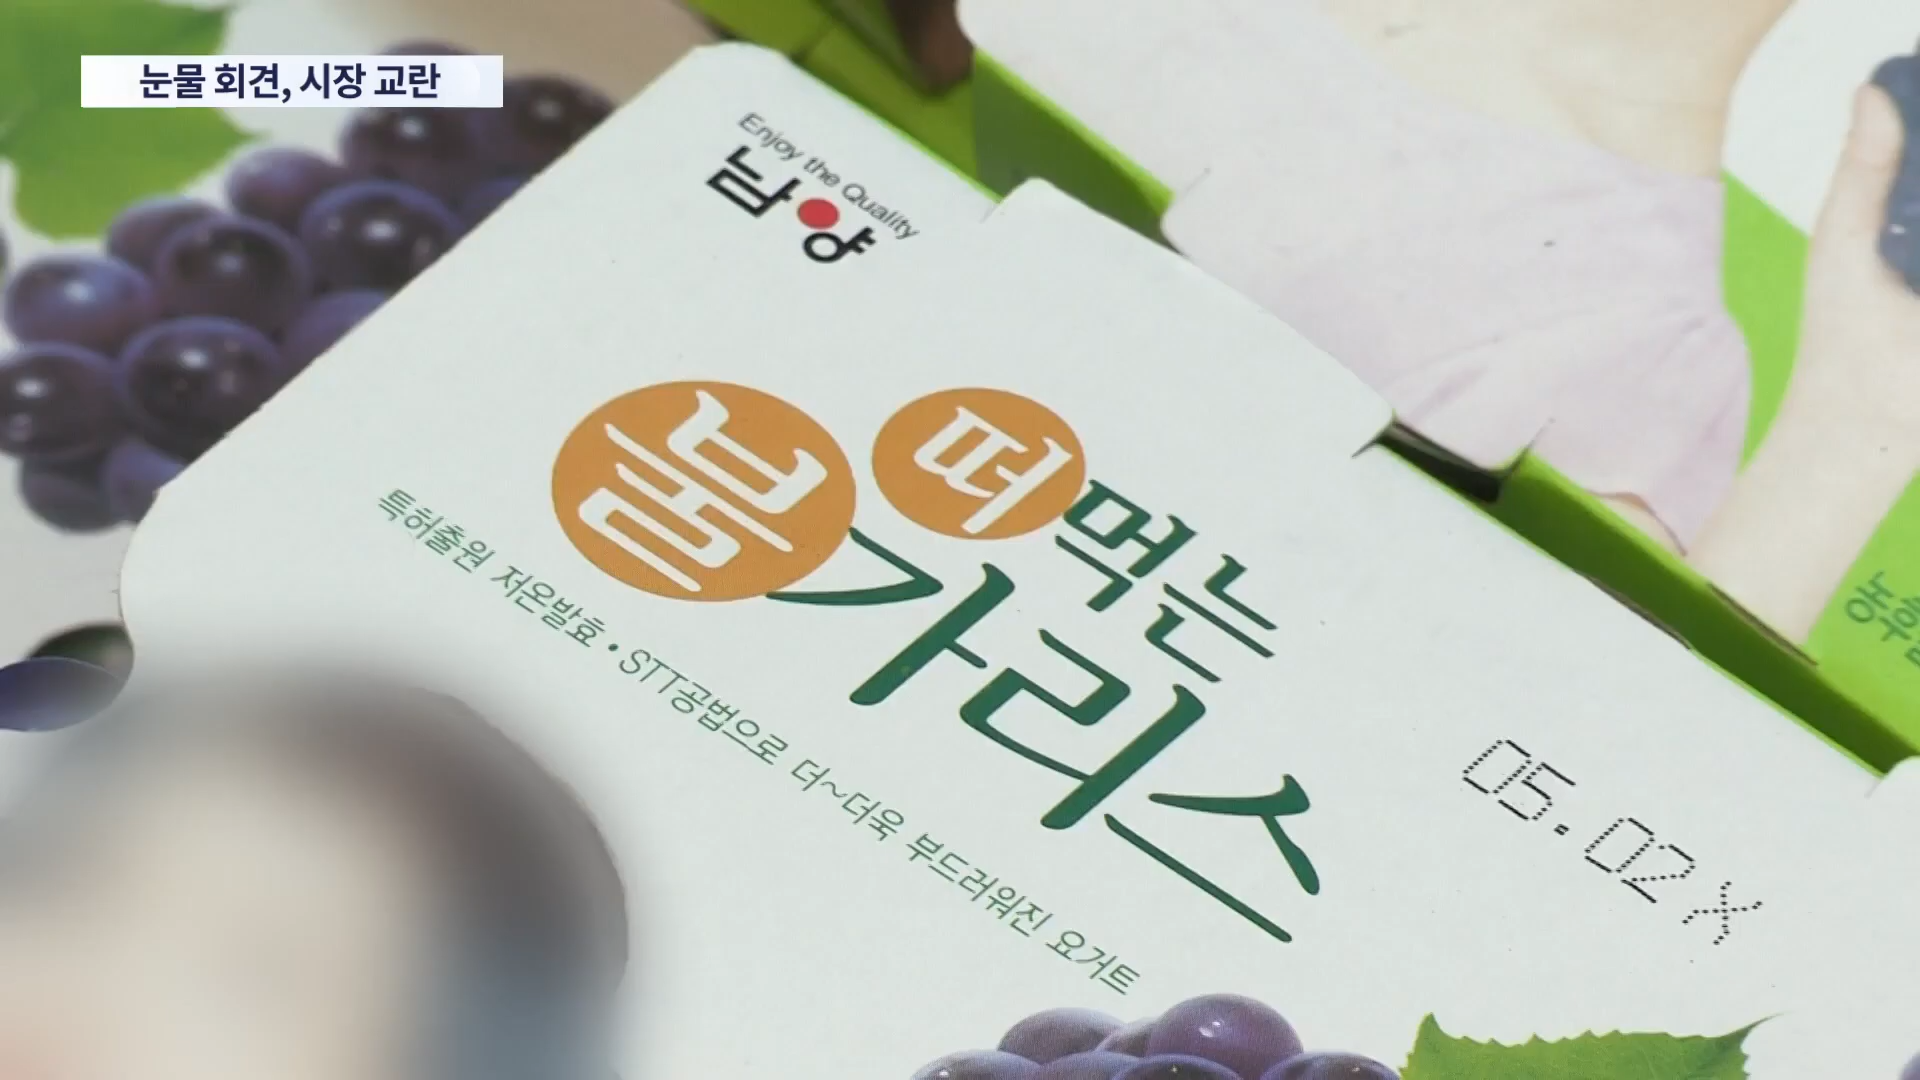 눈물 회견, 시장 교란
Enjoy the Quality
남양
떠먹는
불가리스
특허출원 저온발효·STT공법으로 더~더욱 부드러워진 요거트
05.02 X